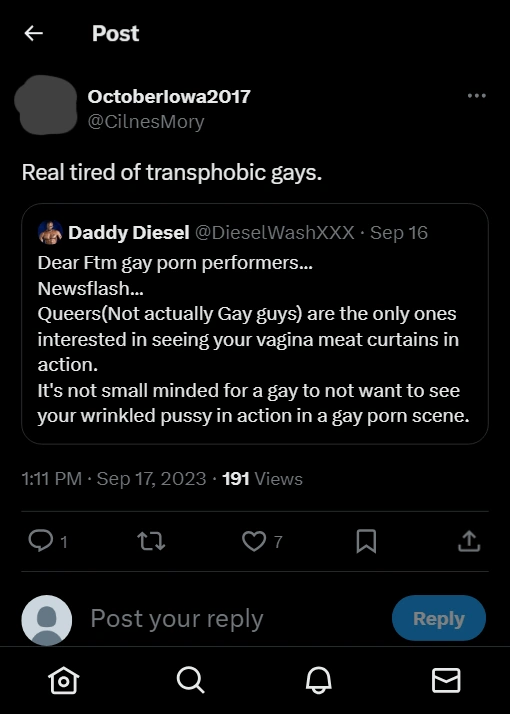 Post
OctoberIowa2017
@CilnesMory
Real tired of transphobic gays.
Daddy Diesel @DieselWashXXX · Sep 16
Dear Ftm gay porn performers...
Newsflash...
Queers(Not actually Gay guys) are the only ones
interested in seeing your vagina meat curtains in
action.
It's not small minded for a gay to not want to see
your wrinkled pussy in action in a gay porn scene.
1:11 PM · Sep 17, 2023 · 191 Views
1
7
Post your reply
Reply